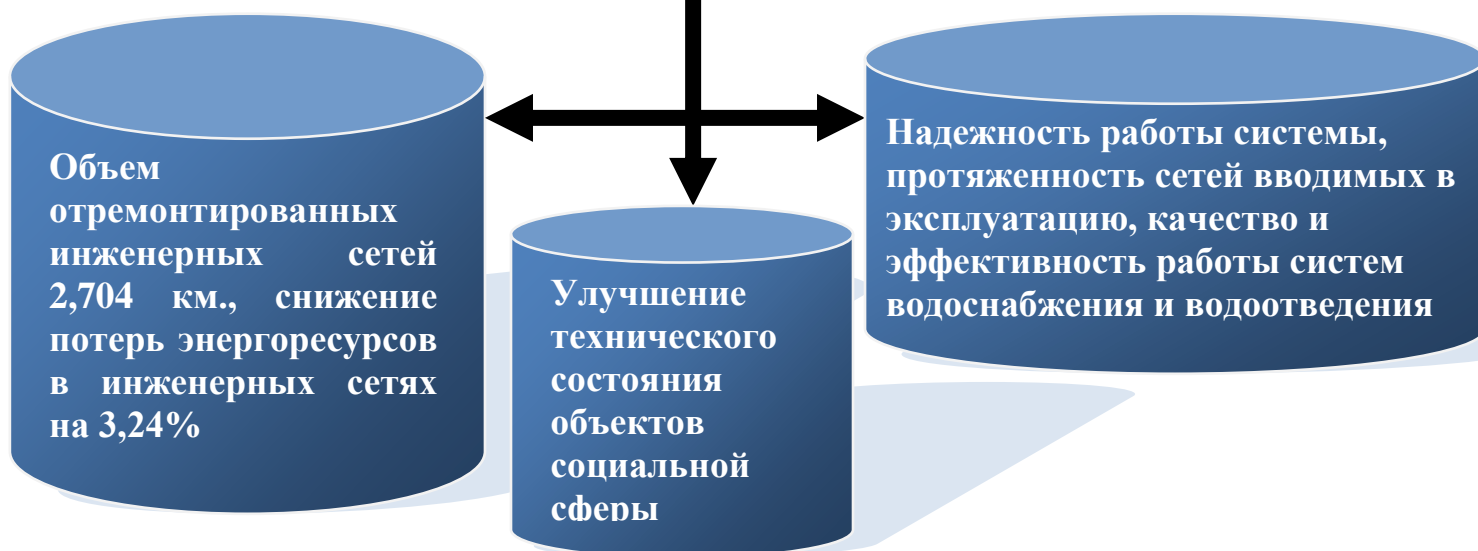 Объем
отремонтированных
инженерных сетей
2,704 км., снижение
потерь энергоресурсов
в инженерных сетях
на 3,24%
Улучшение
технического
состояния
объектов
социальной
сферы
Надежность работы системы,
протяженность сетей вводимых в
эксплуатацию, качество и
эффективность работы систем
водоснабжения и водоотведения